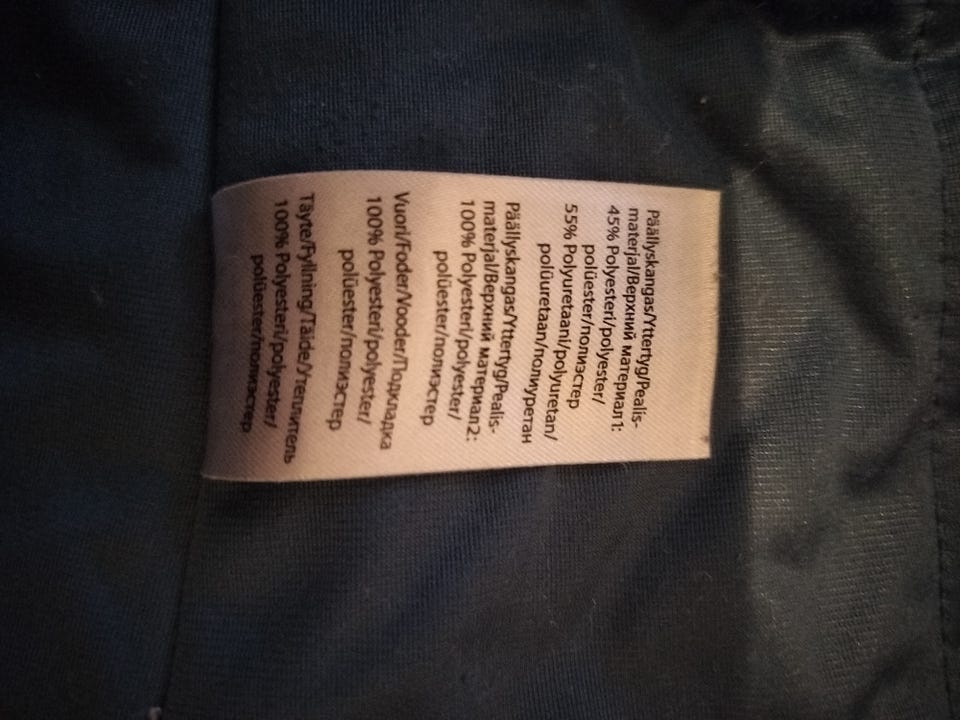 Päällyskangas/Yttertyg/Pealis-
materjal/Верхний материал1:
45% Polyesteri/polyester/
polüester/полиэстер
55% Polyuretaani/polyuretan/
polüuretaan/полиуретан
Päällyskangas/Yttertyg/Pealis-
materjal/Верхний материал2:
100% Polyesteri/polyester/
polüester/полиэстер
Vuori/Foder/Vooder/Подкладка
100% Polyesteri/polyester/
polüester/полиэстер
Täyte/Fyllning/Täide/Утеплитель
100% Polyesteri/polyester/
polüester/полиэстер